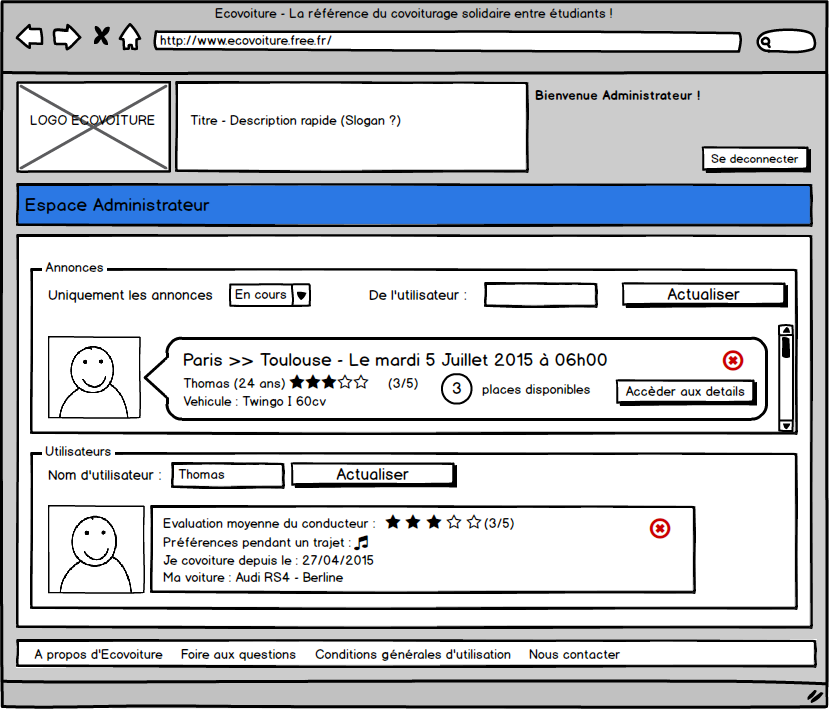 Ecovoiture - La référence du covoiturage solidaire entre étudiants !
http://www.ecovoiture.free.fr/
LOGO ECOVOITURE
Titre - Description rapide (Slogan ?)
Bienvenue Administrateur !
Se deconnecter
Espace Administrateur
Annonces
Uniquement les annonces
En cours
De l'utilisateur :
Actualiser
Paris >> Toulouse - Le mardi 5 Juillet 2015 à 06h00
Thomas (24 ans) ★★★☆☆ (3/5)
3 places disponibles
Accèder aux details
Vehicule : Twingo I 60cv
Utilisateurs
Nom d'utilisateur :
Thomas
Actualiser
Evaluation moyenne du conducteur : ★★★☆☆ (3/5)
Préférences pendant un trajet :
Je covoiture depuis le : 27/04/2015
Ma voiture : Audi RS4 - Berline
A propos d'Ecovoiture
Foire aux questions
Conditions générales d'utilisation
Nous contacter